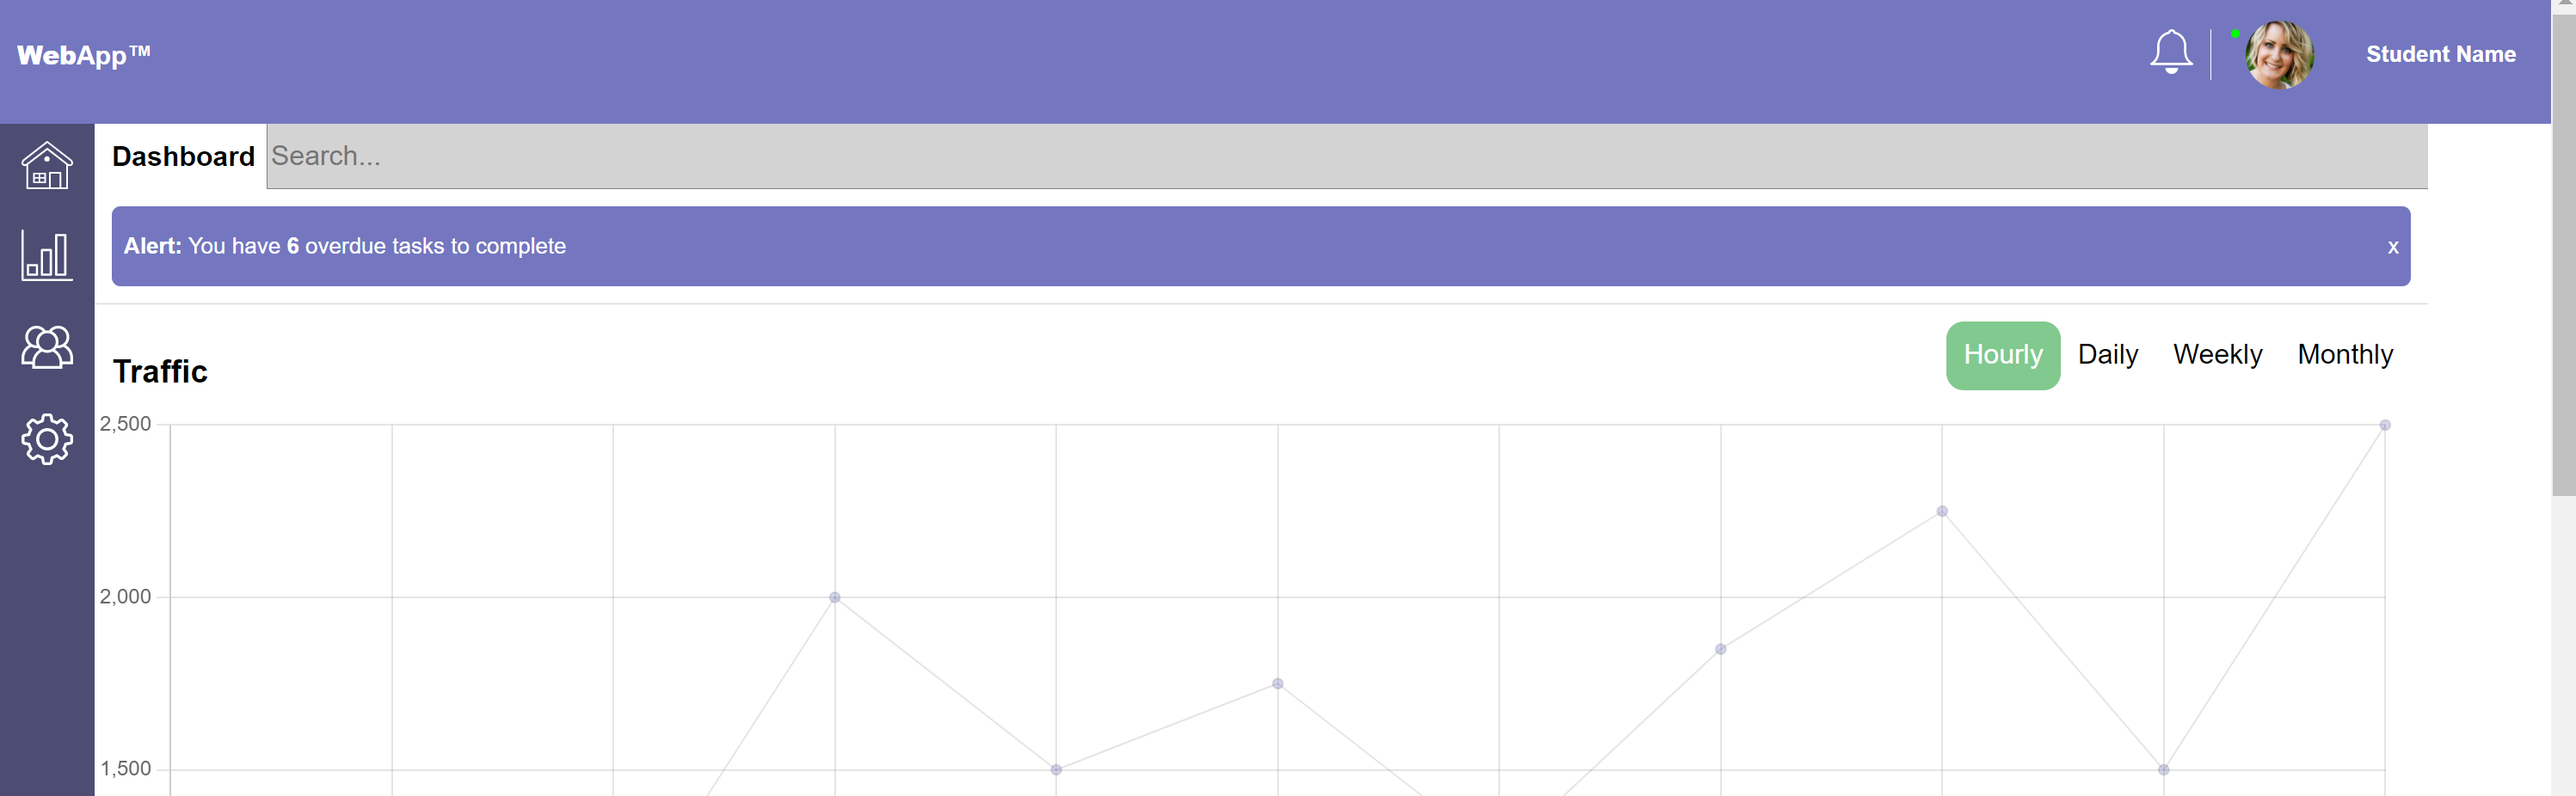 WebApp™
Student Name
Dashboard
Search...
Alert: You have 6 overdue tasks to complete
x
Traffic
Hourly
Daily
Weekly
Monthly
2,500
2,000
1,500